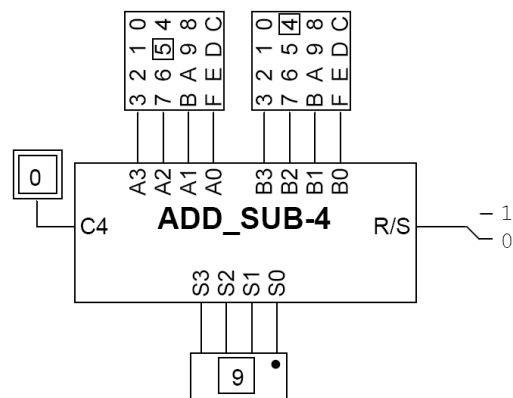 3 2 1 0
7 6 5 4
B A 9 8
F E D C
3 2 1 0
7 6 5 4
B A 9 8
F E D C
0
A3 A2 A1 A0 B3 B2 B1 B0
ADD_SUB-4
C4
R/S
1
0
S3 S2 S1 S0
9